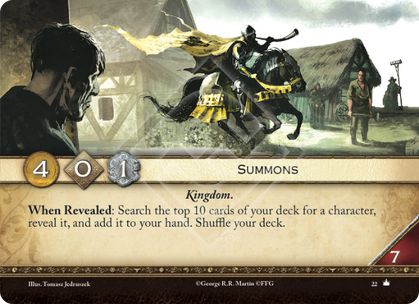 4 0 1 Summons
Kingdom.
When Revealed: Search the top 10 cards of your deck for a character,
reveal it, and add it to your hand. Shuffle your deck.
7
Illus. Tomasz Jedruszek ©George R.R. Martin ©FFG 22